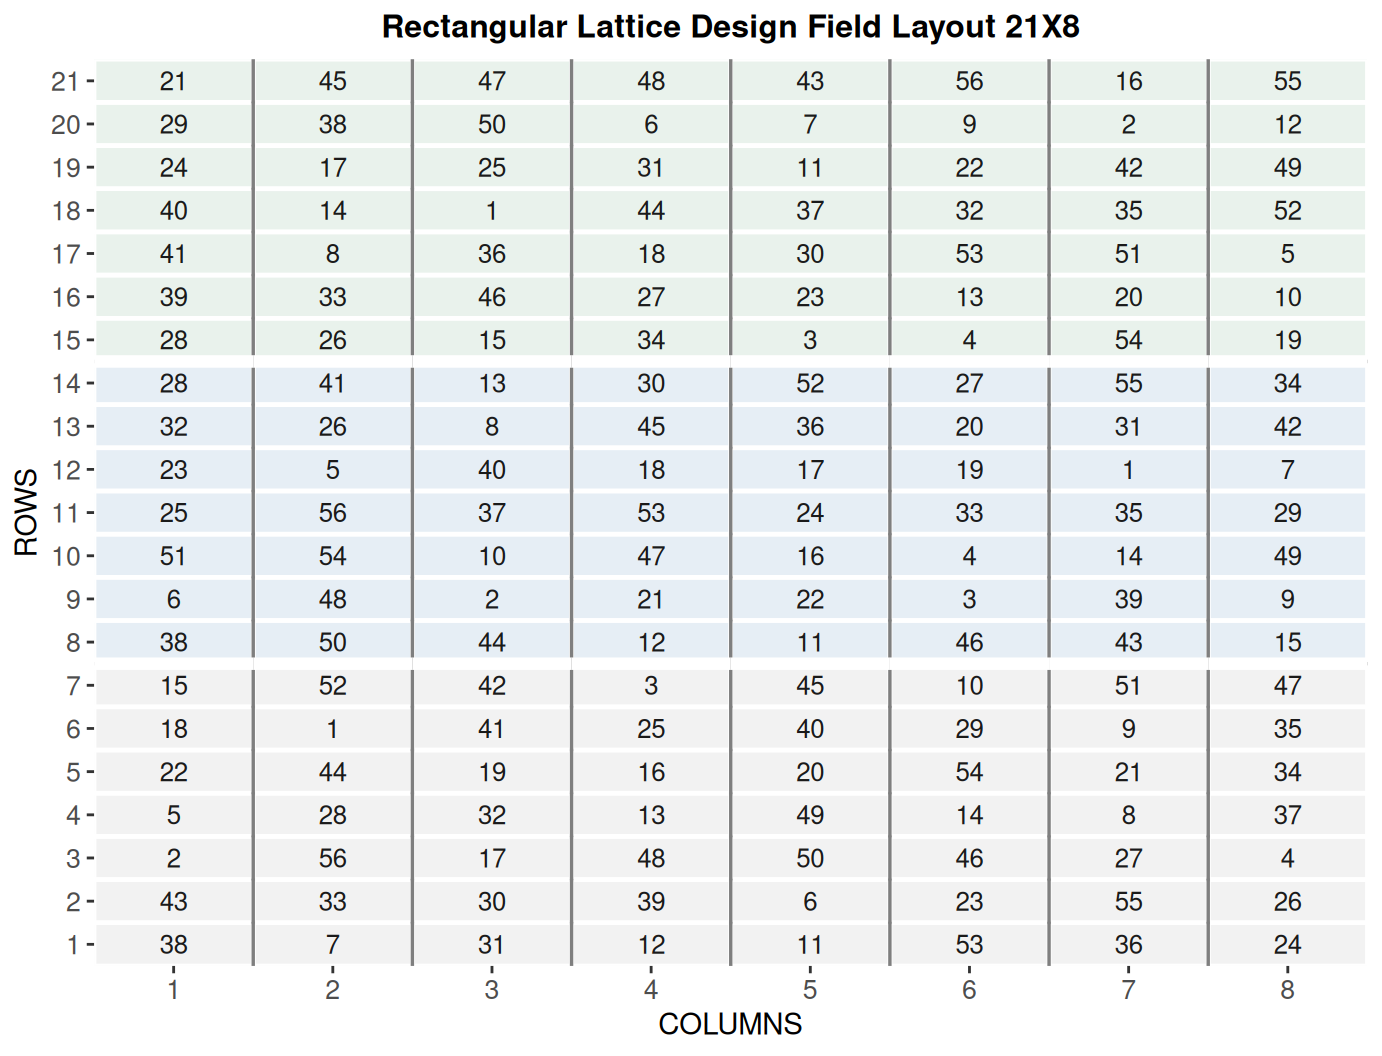 Rectangular Lattice Design Field Layout 21X8
21 21 45 47 48 43 56 16 55
20 29 38 50 6 7 9 2 12
19 24 17 25 31 11 22 42 49
18 40 14 1 44 37 32 35 52
17 41 8 36 18 30 53 51 5
16 39 33 46 27 23 13 20 10
15 28 26 15 34 3 4 54 19
14 28 41 13 30 52 27 55 34
13 32 26 8 45 36 20 31 42
12 23 5 40 18 17 19 1 7
11 25 56 37 53 24 33 35 29
10 51 54 10 47 16 4 14 49
9 6 48 2 21 22 3 39 9
8 38 50 44 12 11 46 43 15
7 15 52 42 3 45 10 51 47
6 18 1 41 25 40 29 9 35
5 22 44 19 16 20 54 21 34
4 5 28 32 13 49 14 8 37
3 2 56 17 48 50 46 27 4
2 43 33 30 39 6 23 55 26
1 38 7 31 12 11 53 36 24
1 2 3 4 5 6 7 8
COLUMNS
ROWS